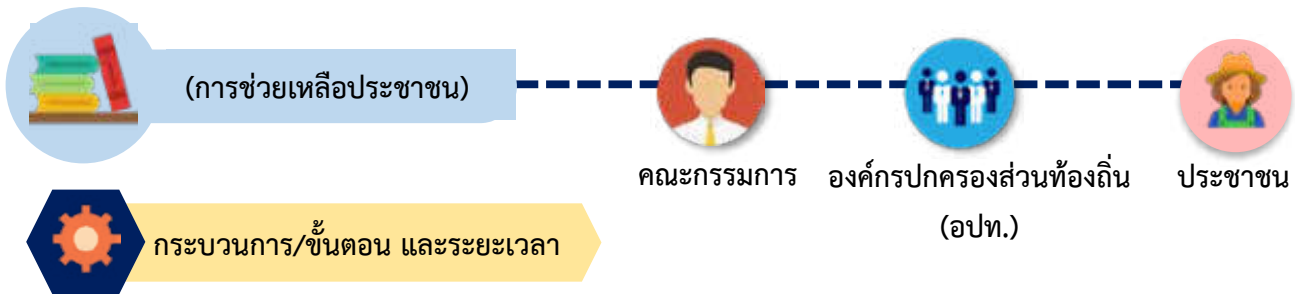 (การช่วยเหลือประชาชน)
คณะกรรมการ
องค์กรปกครองส่วนท้องถิ่น
(อปท.)
ประชาชน
กระบวนการ/ขั้นตอน และระยะเวลา